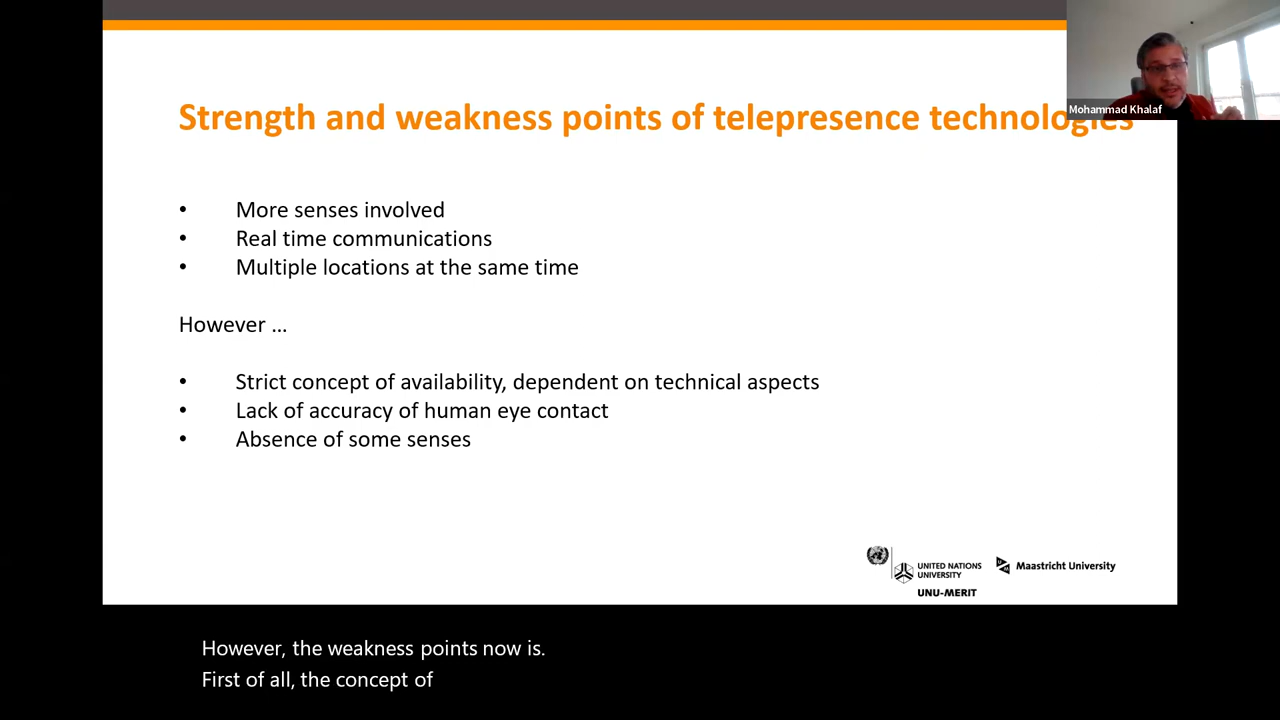 Mohammad Khalaf
Strength and weakness points of telepresence technologies
• More senses involved
• Real time communications
• Multiple locations at the same time
However ...
• Strict concept of availability, dependent on technical aspects
• Lack of accuracy of human eye contact
• Absence of some senses
UNITED NATIONS
UNIVERSITY
UNU-MERIT
Maastricht University
However, the weakness points now is.
First of all, the concept of